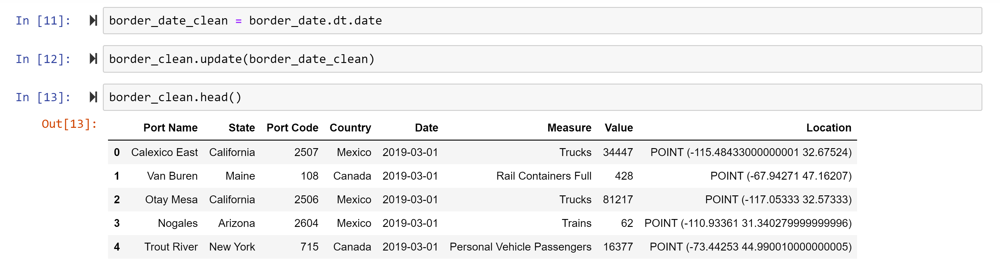 In [11]: border_date_clean = border_date.dt.date
In [12]: border_clean.update(border_date_clean)
In [13]: border_clean.head()
Out[13]:
Port Name State Port Code Country Date Measure Value Location
0 Calexico East California 2507 Mexico 2019-03-01 Trucks 34447 POINT (-115.48433000000001 32.67524)
1 Van Buren Maine 108 Canada 2019-03-01 Rail Containers Full 428 POINT (-67.94271 47.16207)
2 Otay Mesa California 2506 Mexico 2019-03-01 Trucks 81217 POINT (-117.05333 32.57333)
3 Nogales Arizona 2604 Mexico 2019-03-01 Trains 62 POINT (-110.93361 31.340279999999996)
4 Trout River New York 715 Canada 2019-03-01 Personal Vehicle Passengers 16377 POINT (-73.44253 44.990010000000005)